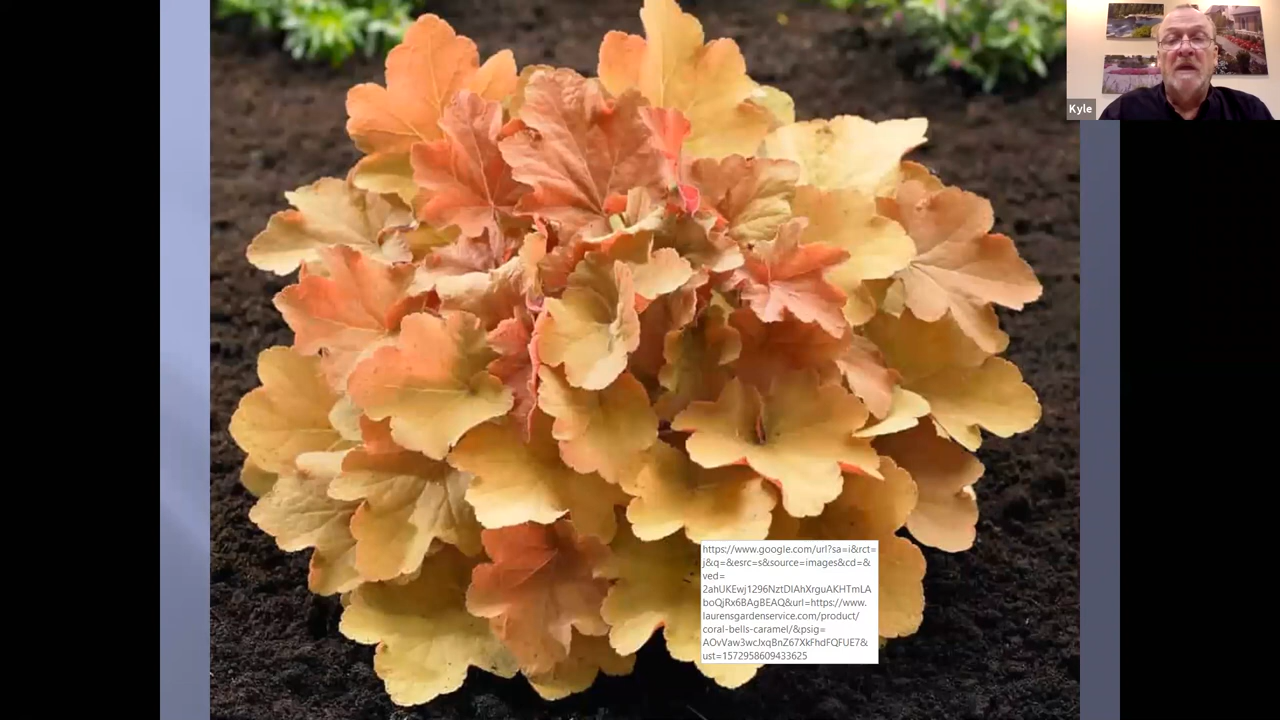 Kyle
https://www.google.com/url?sa=i&rct=
j&q=&esrc=s&source=images&cd=&
ved=
2ahUKEwj1296NztDlAhXrguAKHTmLA
boQjRx6BAgBEAQ&url=https://www.
laurensgardenservice.com/product/
coral-bells-caramel/&psig=
AOvVaw3wcJxqBnZ67XkFhdFQFUE7&
ust=1572958609433625